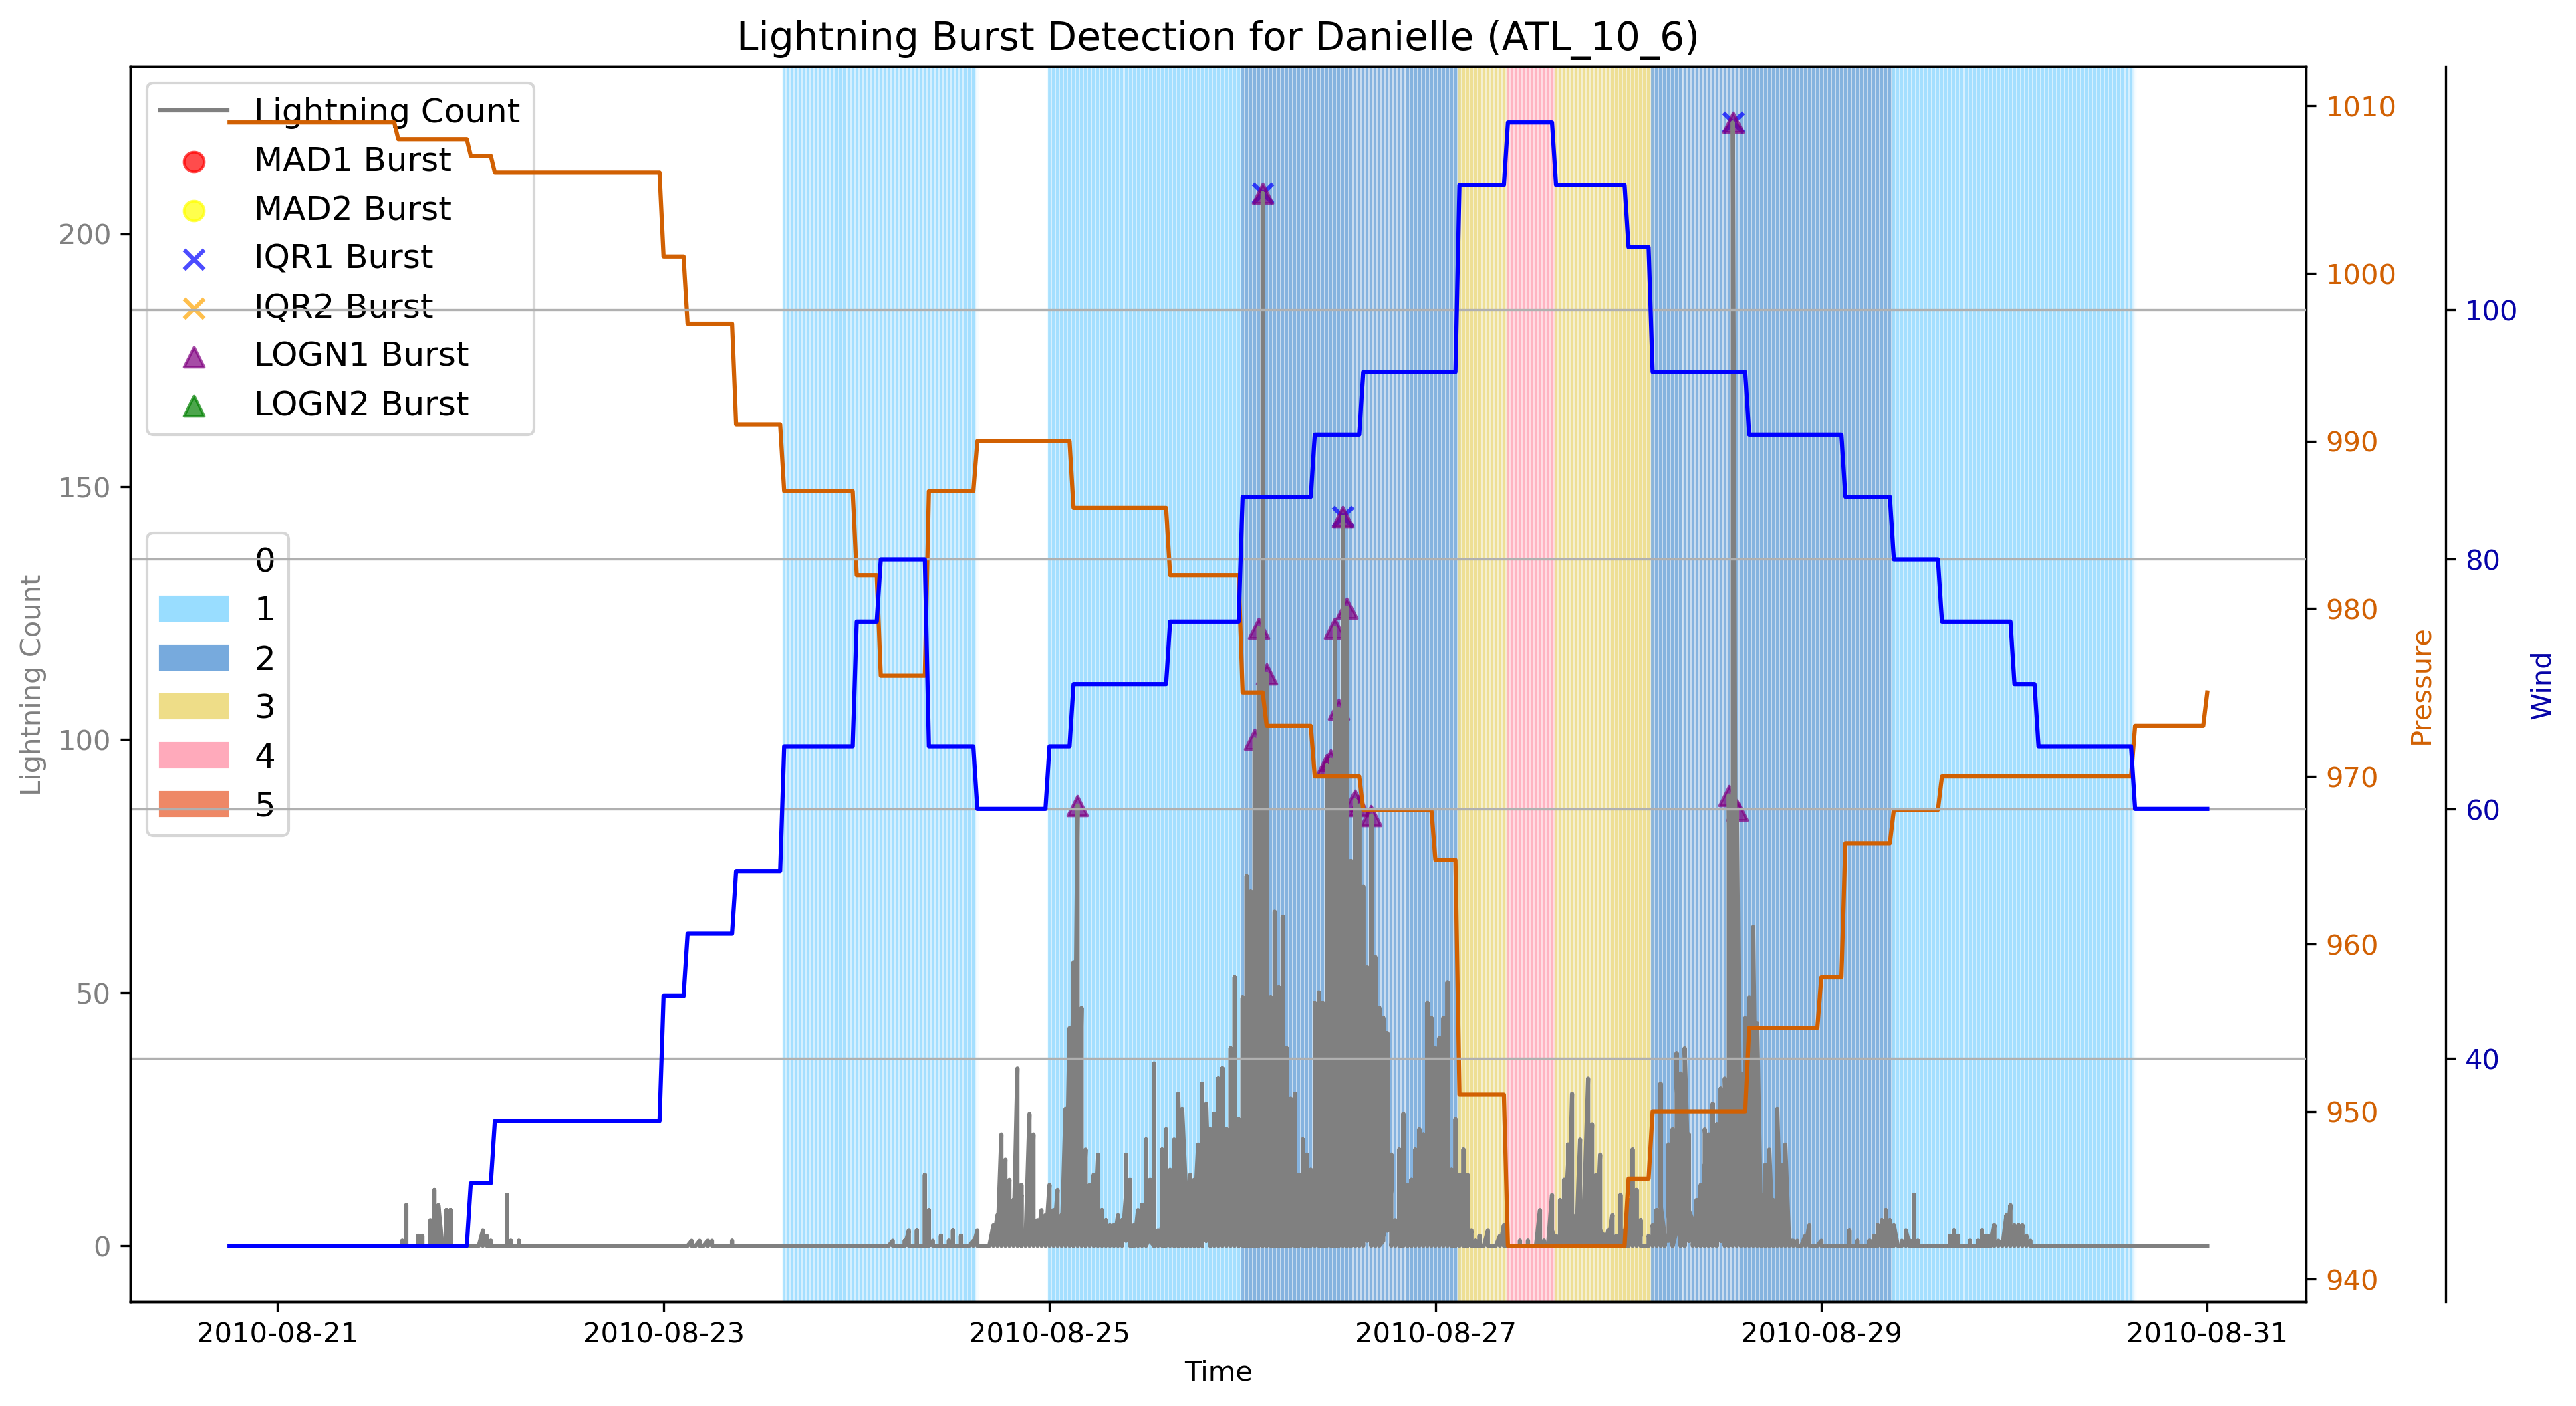 Lightning Burst Detection for Danielle (ATL_10_6)
Lightning Count
MAD1 Burst
MAD2 Burst
IQR1 Burst
IQR2 Burst
LOGN1 Burst
LOGN2 Burst
0
1
2
3
4
5
Lightning Count
200
150
100
50
0
1010
1000
990
980
970
960
950
940
Pressure
100
80
60
40
Wind
2010-08-21
2010-08-23
2010-08-25
2010-08-27
2010-08-29
2010-08-31
Time